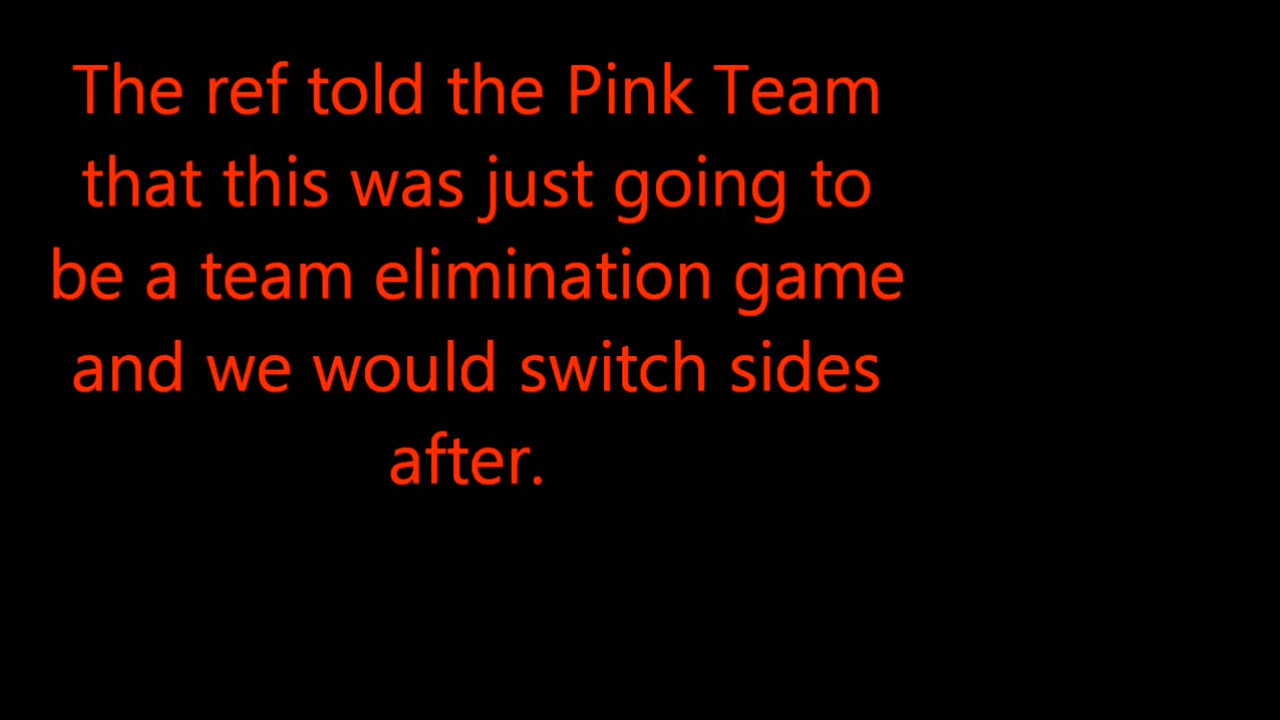 The ref told the Pink Team
that this was just going to
be a team elimination game
and we would switch sides
after.